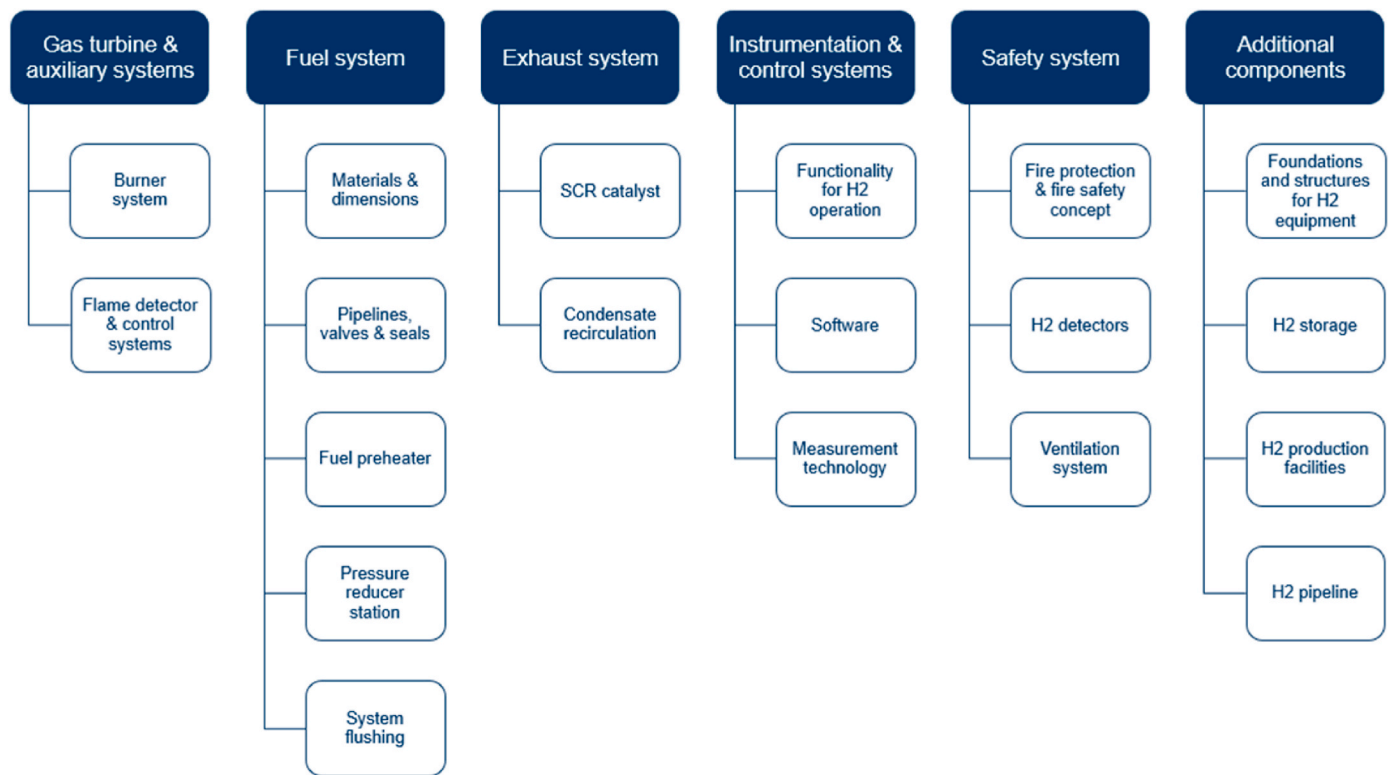 Gas turbine &
auxiliary systems
Burner
system
Flame detector
& control
systems
Fuel system
Materials &
dimensions
Pipelines,
valves & seals
Fuel preheater
Pressure
reducer
station
System
flushing
Exhaust system
SCR catalyst
Condensate
recirculation
Instrumentation &
control systems
Functionality
for H2
operation
Software
Measurement
technology
Safety system
Fire protection
& fire safety
concept
H2 detectors
Ventilation
system
Additional
components
Foundations
and structures
for H2
equipment
H2 storage
H2 production
facilities
H2 pipeline